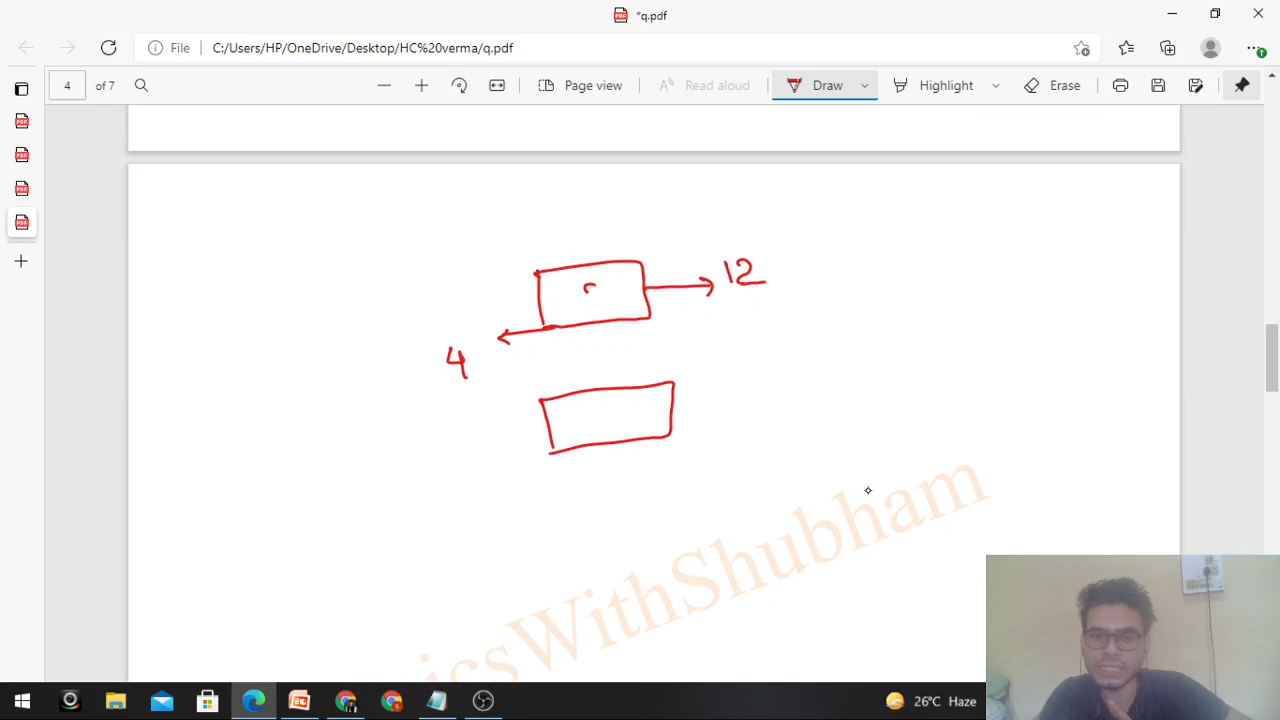 *q.pdf
File C:/Users/HP/OneDrive/Desktop/HC%20verma/q.pdf
4 of 7 Page view Read aloud Draw Highlight Erase
12
4
icsWithShubham
26°C Haze